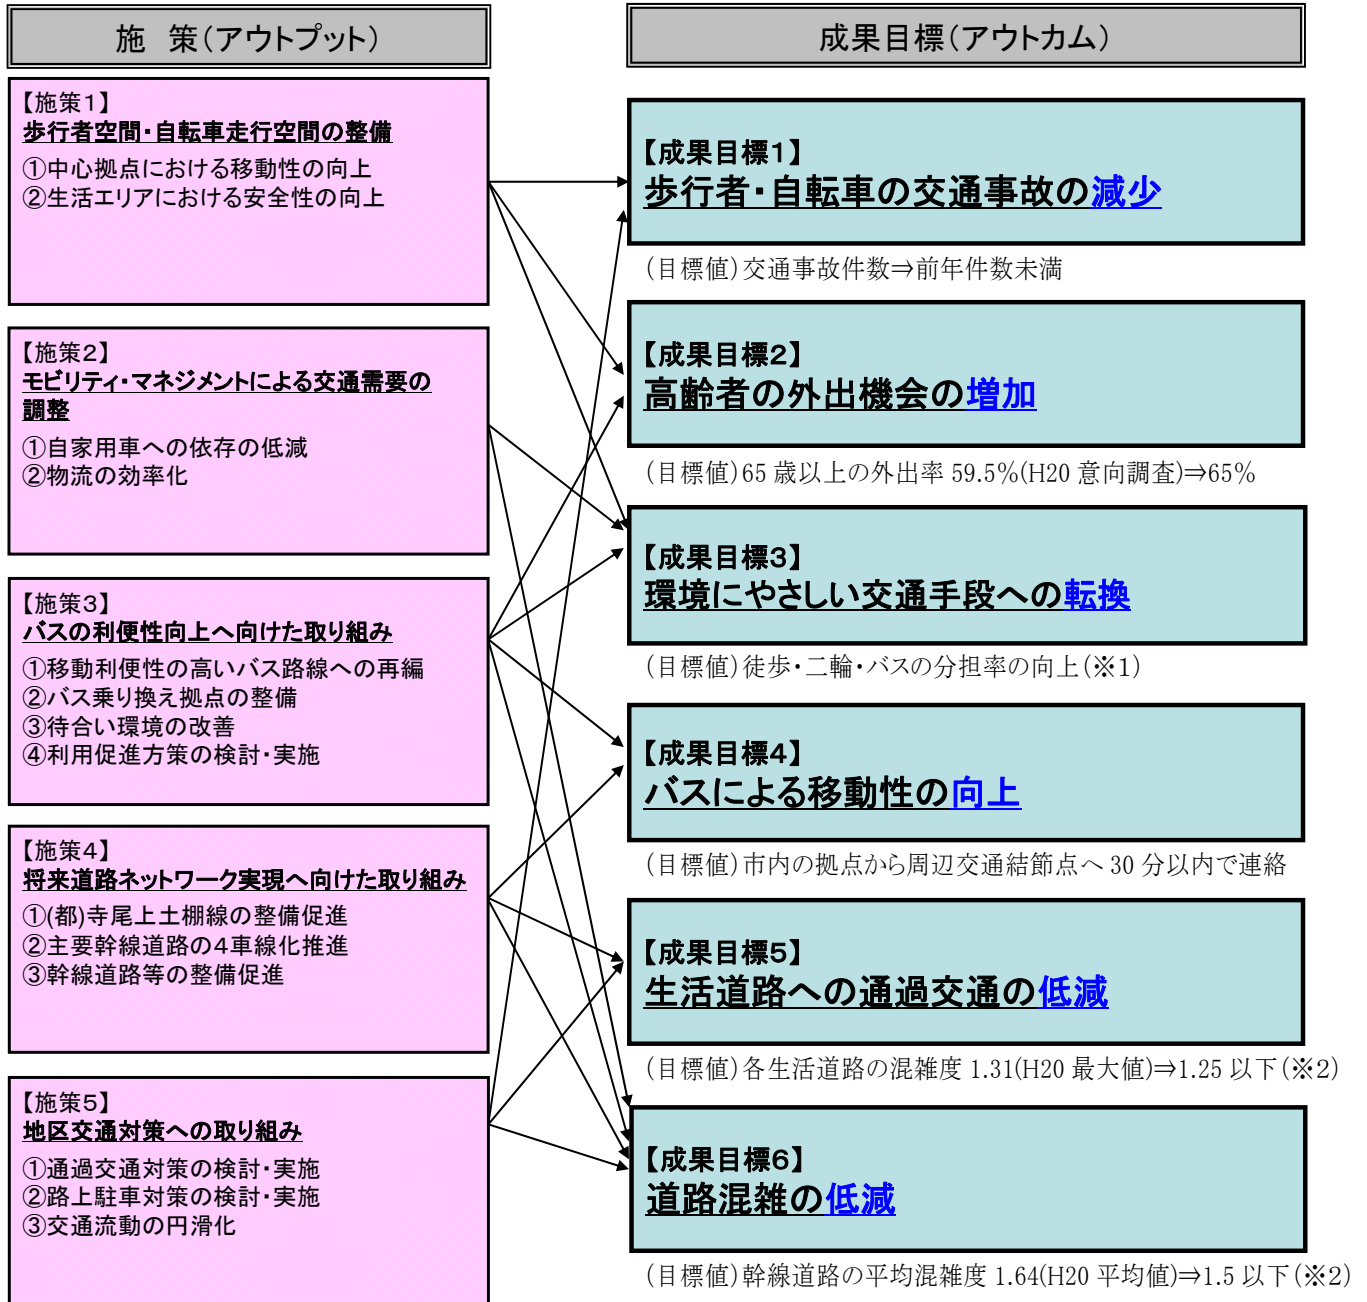 施　策（アウトプット）
【施策１】
歩行者空間・自転車走行空間の整備
①中心拠点における移動性の向上
②生活エリアにおける安全性の向上
【施策２】
モビリティ・マネジメントによる交通需要の
調整
①自家用車への依存の低減
②物流の効率化
【施策３】
バスの利便性向上へ向けた取り組み
①移動利便性の高いバス路線への再編
②バス乗り換え拠点の整備
③待合い環境の改善
④利用促進方策の検討・実施
【施策４】
将来道路ネットワーク実現へ向けた取り組み
①(都)寺尾上土棚線の整備促進
②主要幹線道路の４車線化推進
③幹線道路等の整備促進
【施策５】
地区交通対策への取り組み
①通過交通対策の検討・実施
②路上駐車対策の検討・実施
③交通流動の円滑化
成果目標（アウトカム）
【成果目標１】
歩行者・自転車の交通事故の減少
（目標値）交通事故件数⇒前年件数未満
【成果目標２】
高齢者の外出機会の増加
（目標値）65 歳以上の外出率 59.5％(H20 意向調査)⇒65％
【成果目標３】
環境にやさしい交通手段への転換
（目標値）徒歩・二輪・バスの分担率の向上（※1）
【成果目標４】
バスによる移動性の向上
（目標値）市内の拠点から周辺交通結節点へ 30 分以内で連絡
【成果目標５】
生活道路への通過交通の低減
（目標値）各生活道路の混雑度 1.31(H20 最大値)⇒1.25 以下（※2）
【成果目標６】
道路混雑の低減
（目標値）幹線道路の平均混雑度 1.64(H20 平均値)⇒1.5 以下（※2）